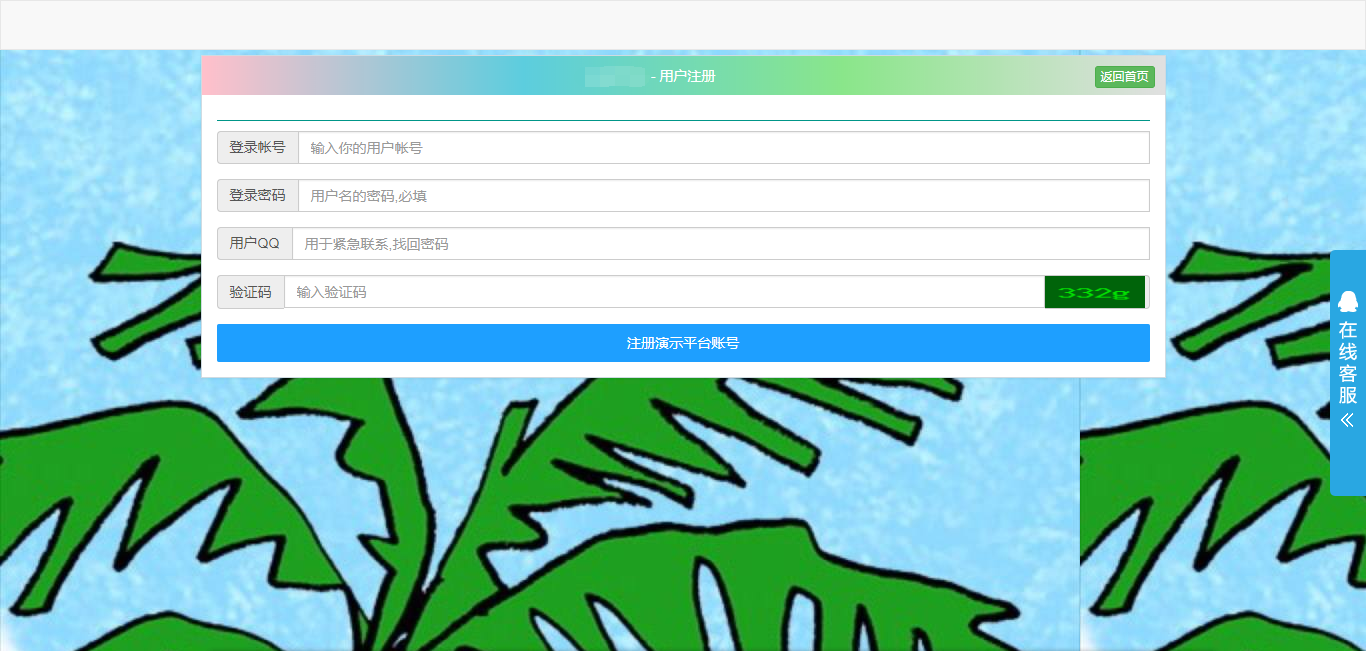 - 用户注册
返回首页
登录帐号 输入你的用户帐号
登录密码 用户名的密码,必填
用户QQ 用于紧急联系,找回密码
验证码 输入验证码 332g
注册演示平台账号
在线客服